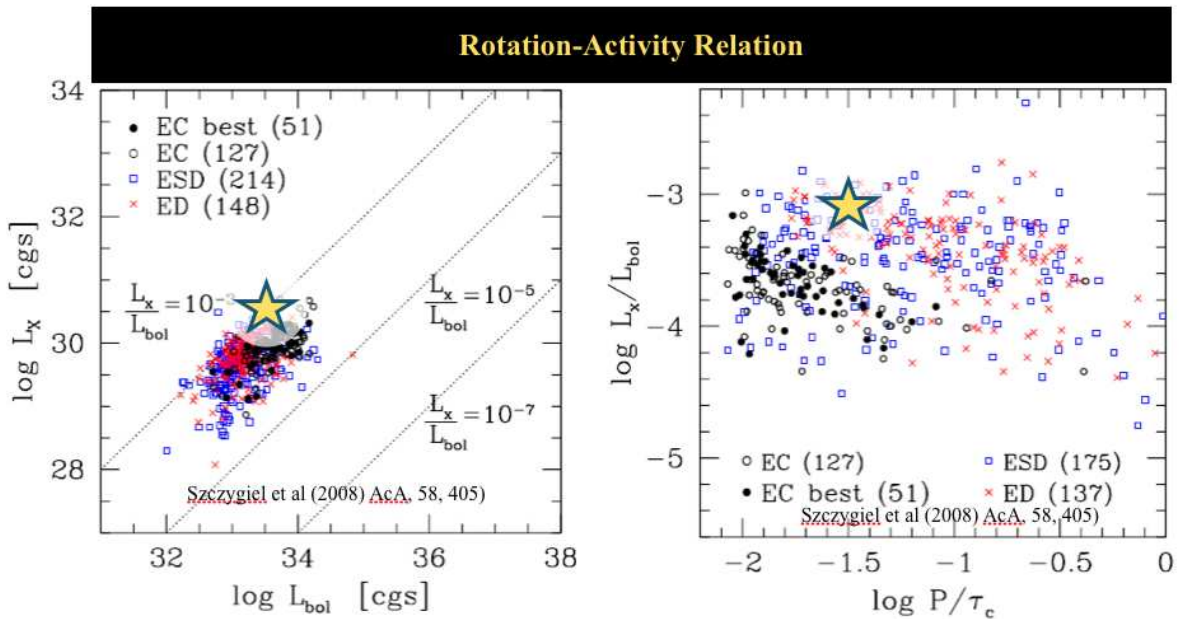 Rotation-Activity Relation
34
32
30
28
log Lx [cgs]
EC best (51)
EC (127)
ESD (214)
ED (148)
Lx/Lbol =10-
Lx/Lbol =10-5
Lx/Lbol =10-7
Szczygiel et al (2008) AcA, 58, 405)
32 34 36 38
log Lbol [cgs]
-3
-4
-5
log Lx/Lbol
EC (127) ESD (175)
EC best (51) ED (137)
Szczygiel et al (2008) AcA, 58, 405)
-2 -1.5 -1 -0.5 0
log P/τc